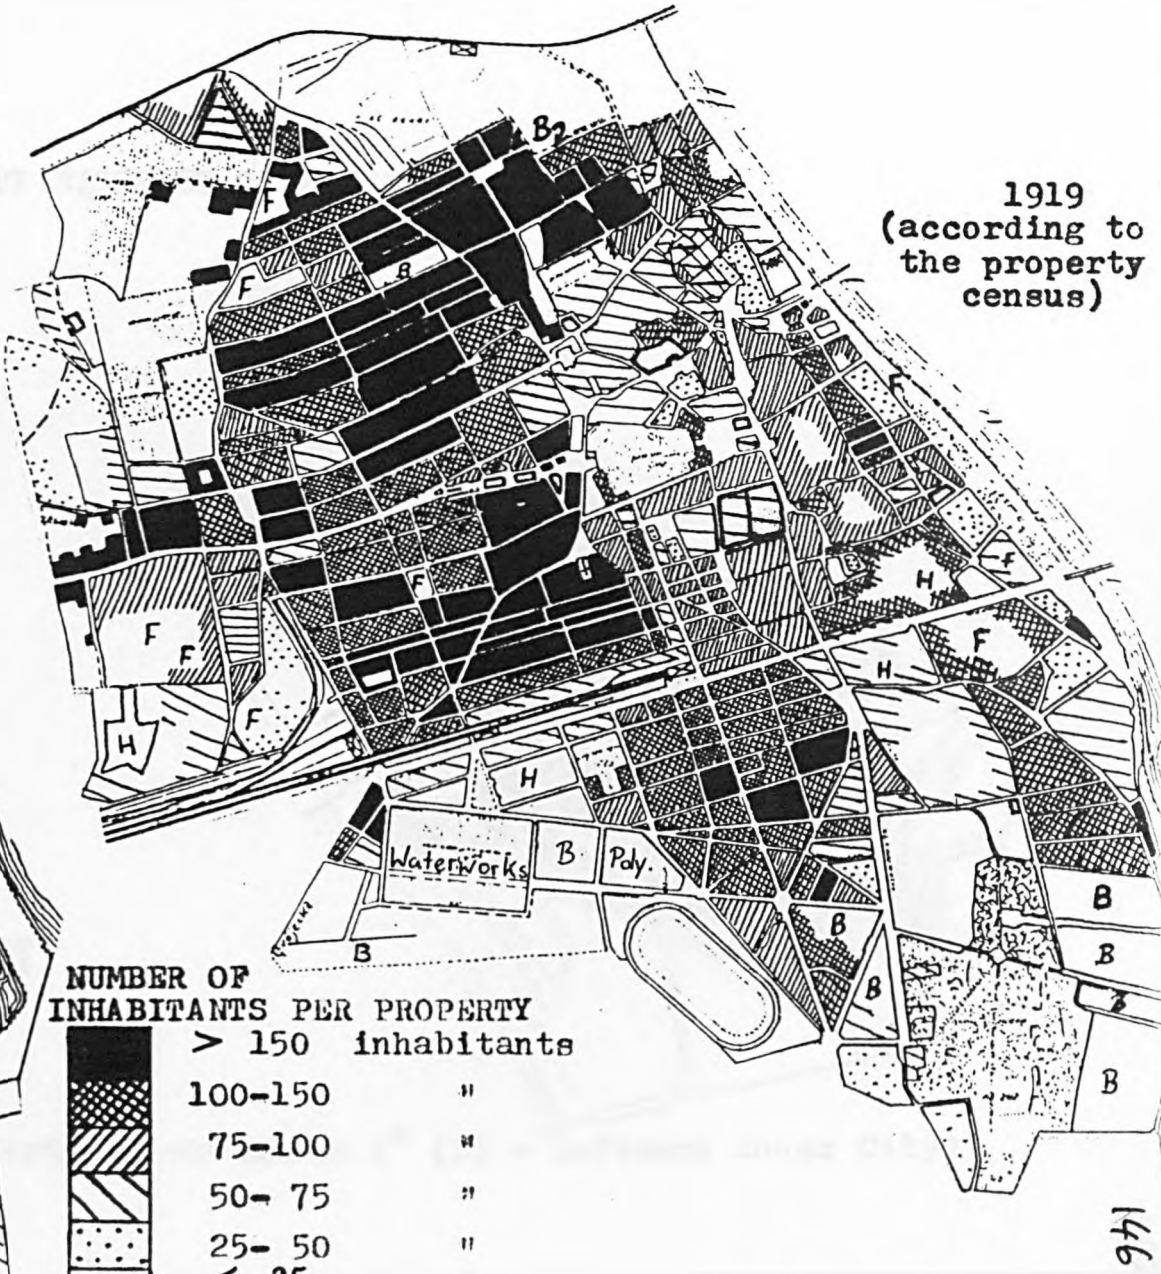 1919
(according to
the property
census)
B2
F
B
F
F
F
H
F
H
F
H
F
F
H
F
H
B
Waterworks
B
Poly.
B
B
B
B
B
B
B
NUMBER OF
INHABITANTS PER PROPERTY
> 150 inhabitants
100-150 "
75-100 "
50- 75 "
25- 50 "
146